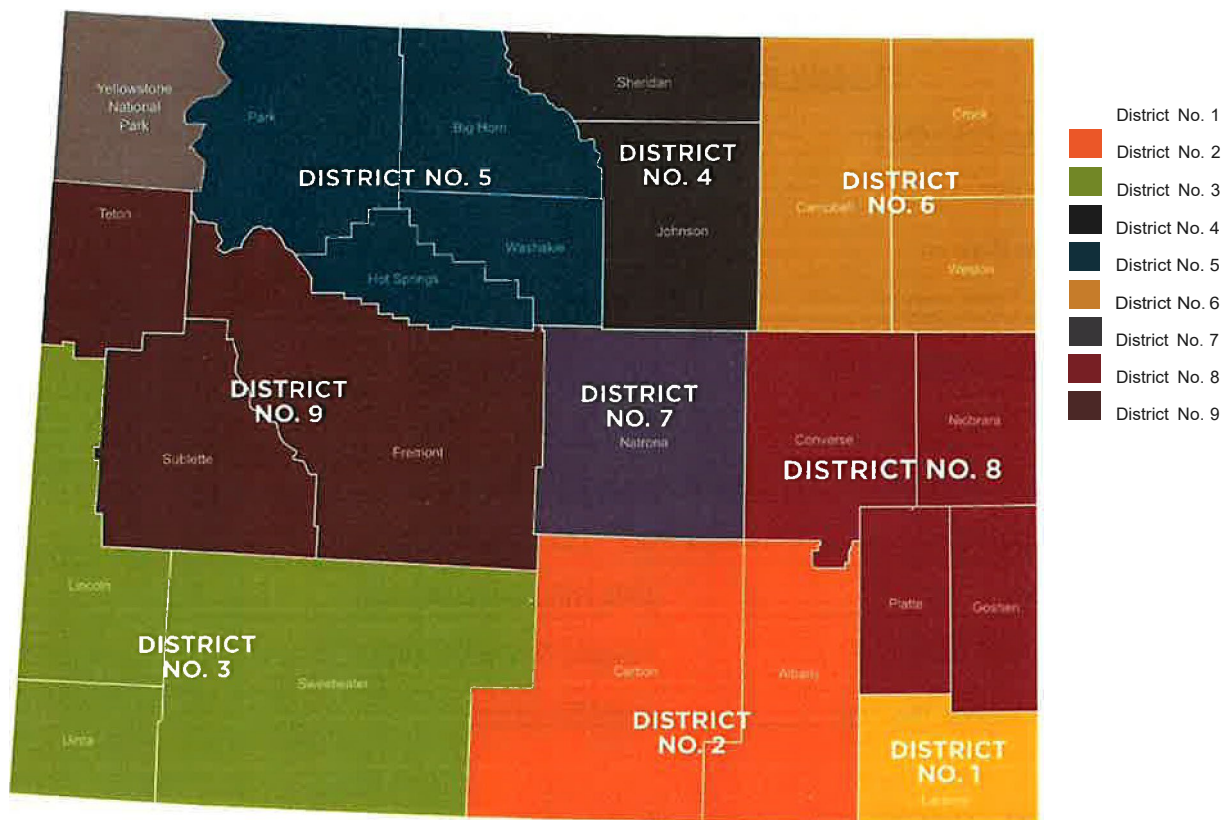 Yellowstone
National
Park
Park
Big Horn
Sheridan
Crook
DISTRICT NO. 5
DISTRICT
NO. 4
DISTRICT
NO. 6
Campbell
Teton
Washakie
Johnson
Weston
Hot Springs
DISTRICT
NO. 9
DISTRICT
NO. 7
Natrona
Converse
Niobrara
DISTRICT NO. 8
Sublette
Fremont
Lincoln
Platte
Goshen
DISTRICT
NO. 3
Sweetwater
Carbon
Albany
DISTRICT
NO. 2
Uinta
DISTRICT
NO. 1
Laramie
District No. 1
District No. 2
District No. 3
District No. 4
District No. 5
District No. 6
District No. 7
District No. 8
District No. 9